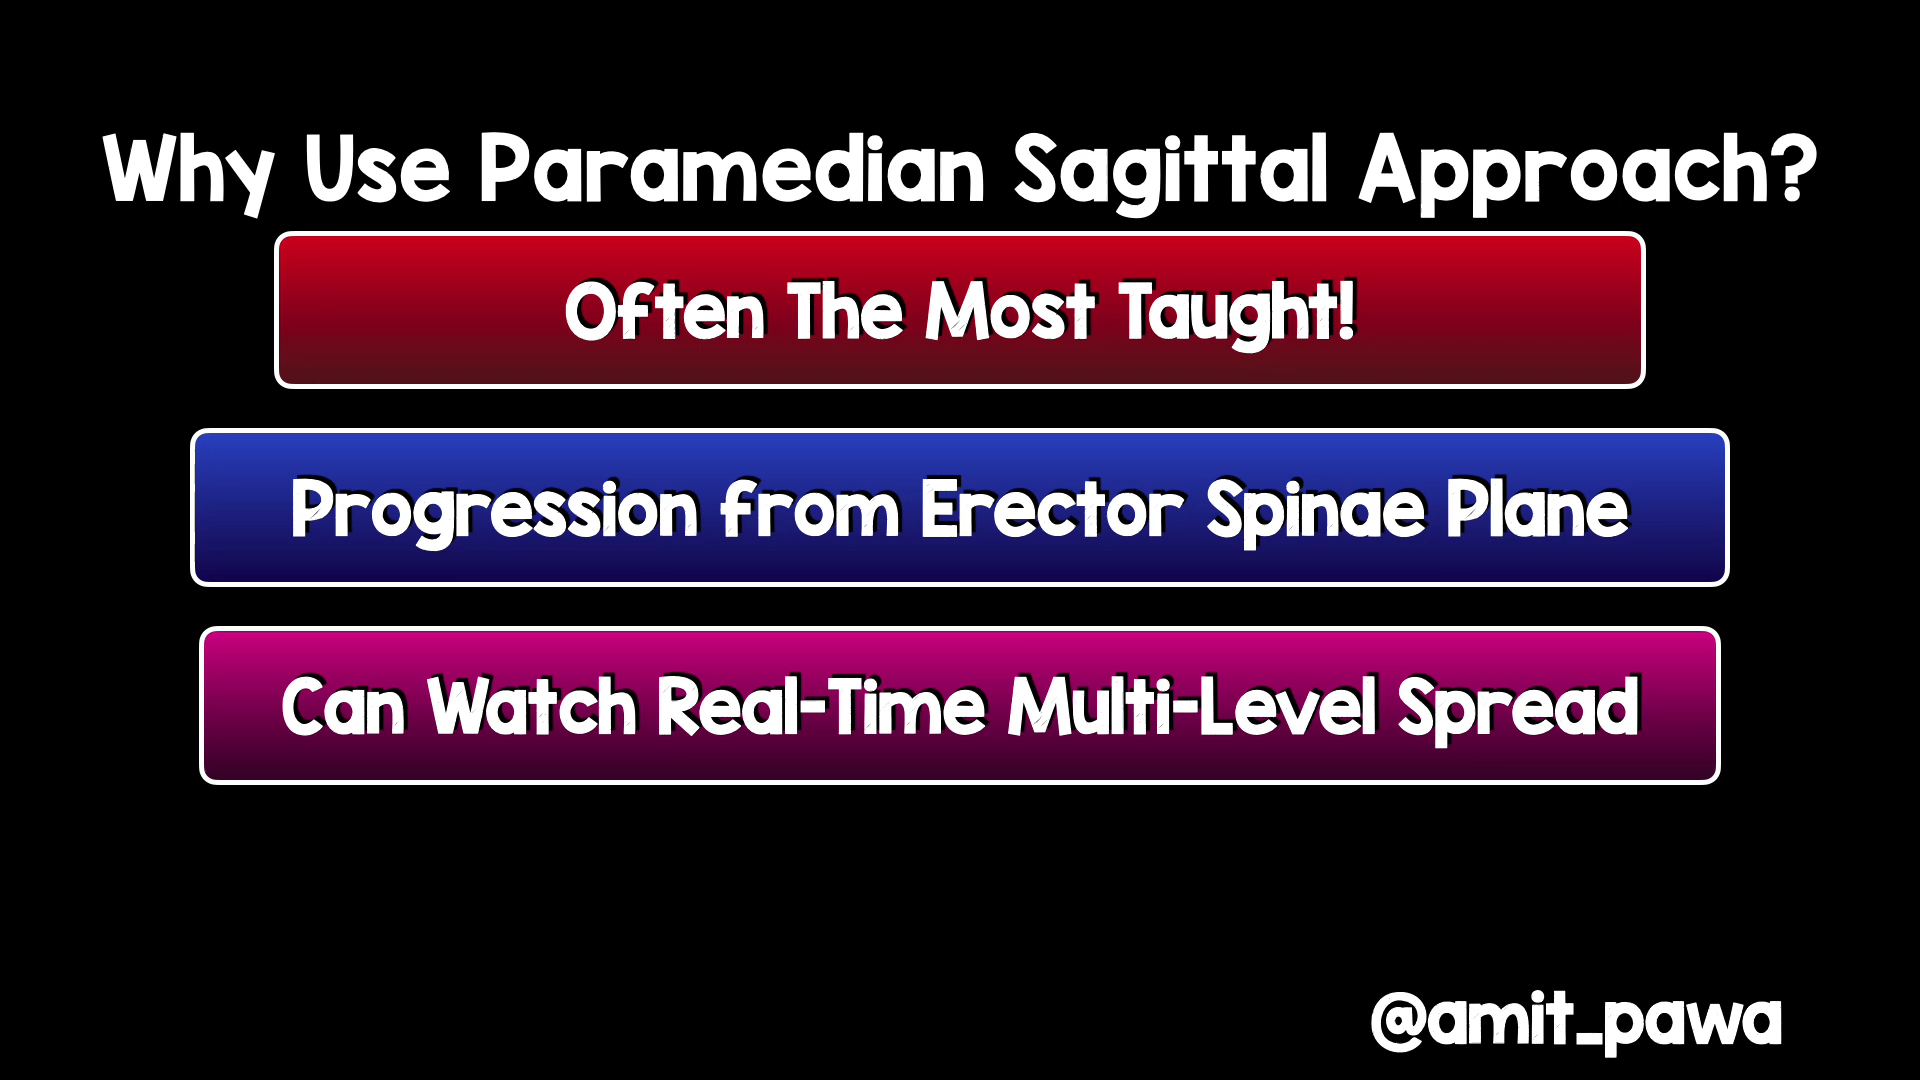 Why Use Paramedian Sagittal Approach?
Often The Most Taught!
Progression from Erector Spinae Plane
Can Watch Real-Time Multi-Level Spread
@amit_pawa